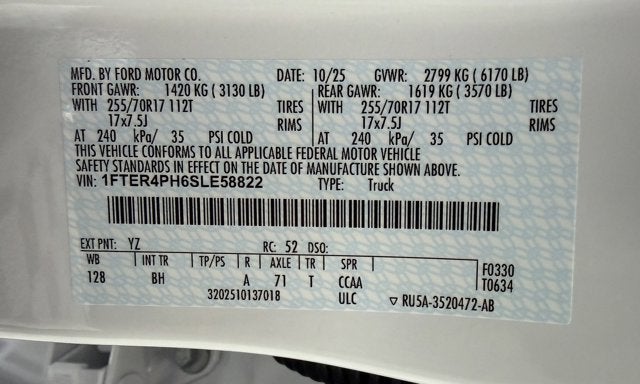 MFD. BY FORD MOTOR CO. DATE: 10/25 GVWR: 2799 KG ( 6170 LB)
FRONT GAWR: 1420 KG ( 3130 LB) REAR GAWR: 1619 KG ( 3570 LB)
WITH 255/70R17 112T TIRES WITH 255/70R17 112T TIRES
17x7.5J RIMS 17x7.5J RIMS
AT 240 kPa/ 35 PSI COLD AT 240 kPa/ 35 PSI COLD
THIS VEHICLE CONFORMS TO ALL APPLICABLE FEDERAL MOTOR VEHICLE
SAFETY STANDARDS IN EFFECT ON THE DATE OF MANUFACTURE SHOWN ABOVE.
VIN: 1FTER4PH6SLE58822 TYPE: Truck
EXT PNT: YZ RC: 52 DSO:
WB INT TR TP/PS R AXLE TR SPR F0330
128 BH A 71 T CCAA T0634
3202510137018 ULC ▽ RU5A-3520472-AB